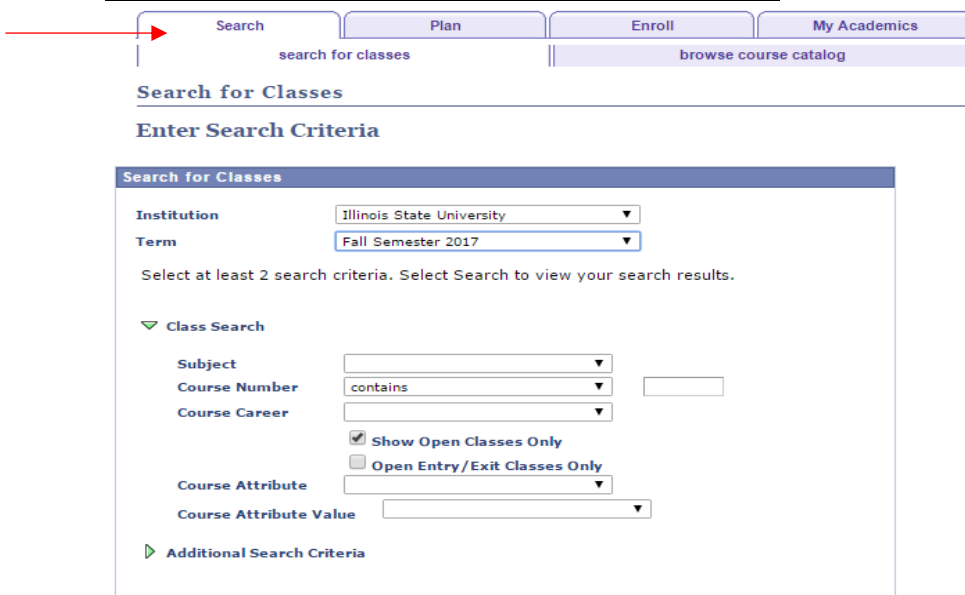 Search Plan Enroll My Academics
search for classes browse course catalog
Search for Classes
Enter Search Criteria
Search for Classes
Institution Illinois State University
Term Fall Semester 2017
Select at least 2 search criteria. Select Search to view your search results.
Class Search
Subject
Course Number contains
Course Career
Show Open Classes Only
Open Entry/Exit Classes Only
Course Attribute
Course Attribute Value
Additional Search Criteria